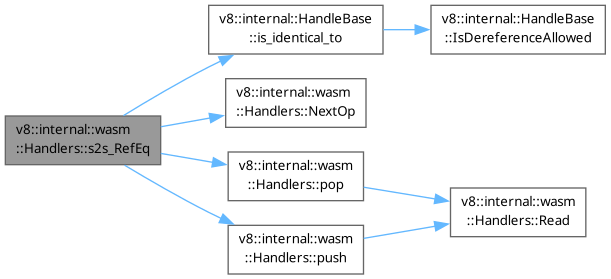 v8::internal::HandleBase
::is_identical_to
v8::internal::HandleBase
::IsDereferenceAllowed
v8::internal::wasm
::Handlers::NextOp
v8::internal::wasm
::Handlers::s2s_RefEq
v8::internal::wasm
::Handlers::pop
v8::internal::wasm
::Handlers::Read
v8::internal::wasm
::Handlers::push